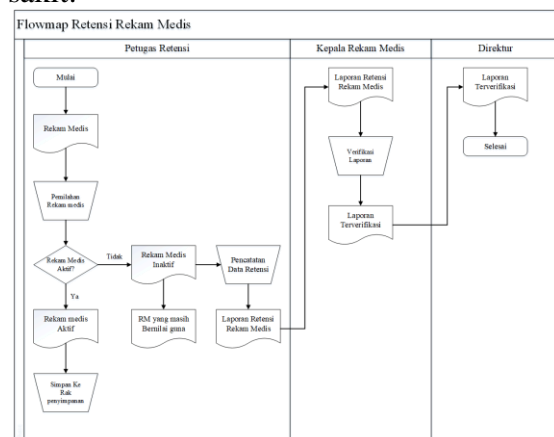 sakit.
Flowmap Retensi Rekam Medis
Petugas Retensi
Kepala Rekam Medis
Direktur
Mulai
Rekam Medis
Pemilahan
Rekam medis
Rekam Medis
Aktif?
Tidak
Ya
Rekam Medis
Inaktif
Pencatatan
Data Retensi
Rekam medis
Aktif
RM yang masih
Bernilai guna
Laporan Retensi
Rekam Medis
Simpan Ke
Rak
penyimpanan
Laporan Retensi
Rekam Medis
Verifikasi
Laporan
Laporan
Terverifikasi
Laporan
Terverifikasi
Selesai